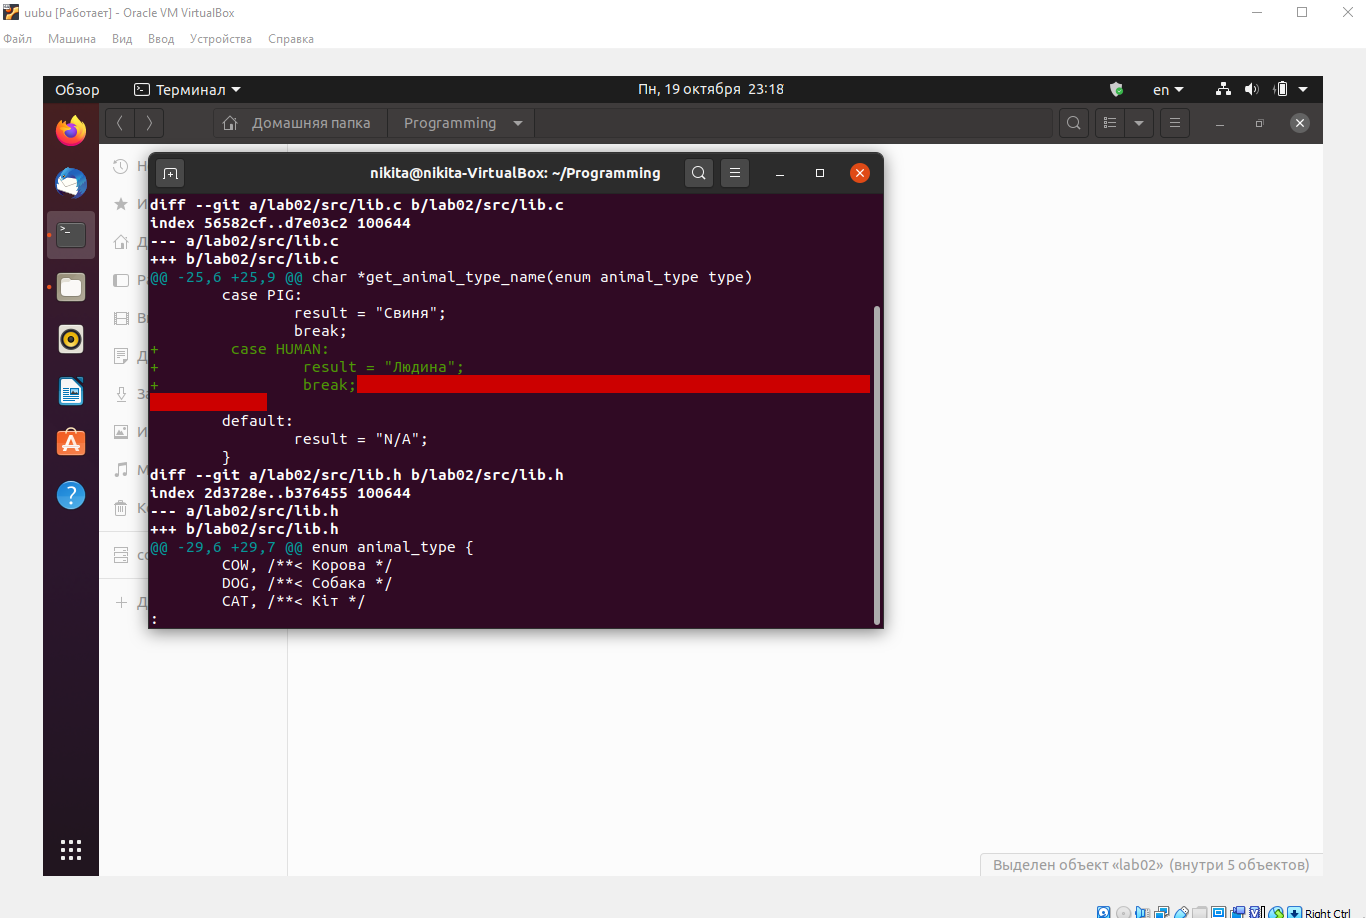 uubu [Работает] - Oracle VM VirtualBox
Файл Машина Вид Ввод Устройства Справка
Обзор Терминал Пн, 19 октября 23:18 en
Домашняя папка Programming
nikita@nikita-VirtualBox: ~/Programming
diff --git a/lab02/src/lib.c b/lab02/src/lib.c
index 56582cf..d7e03c2 100644
--- a/lab02/src/lib.c
+++ b/lab02/src/lib.c
@@ -25,6 +25,9 @@ char *get_animal_type_name(enum animal_type type)
case PIG:
result = "Свиня";
break;
+ case HUMAN:
+ result = "Людина";
+ break;
default:
result = "N/A";
}
diff --git a/lab02/src/lib.h b/lab02/src/lib.h
index 2d3728e..b376455 100644
--- a/lab02/src/lib.h
+++ b/lab02/src/lib.h
@@ -29,6 +29,7 @@ enum animal_type {
COW, /**< Корова */
DOG, /**< Собака */
CAT, /**< Кіт */
:
Выделен объект «lab02» (внутри 5 объектов)
Right Ctrl